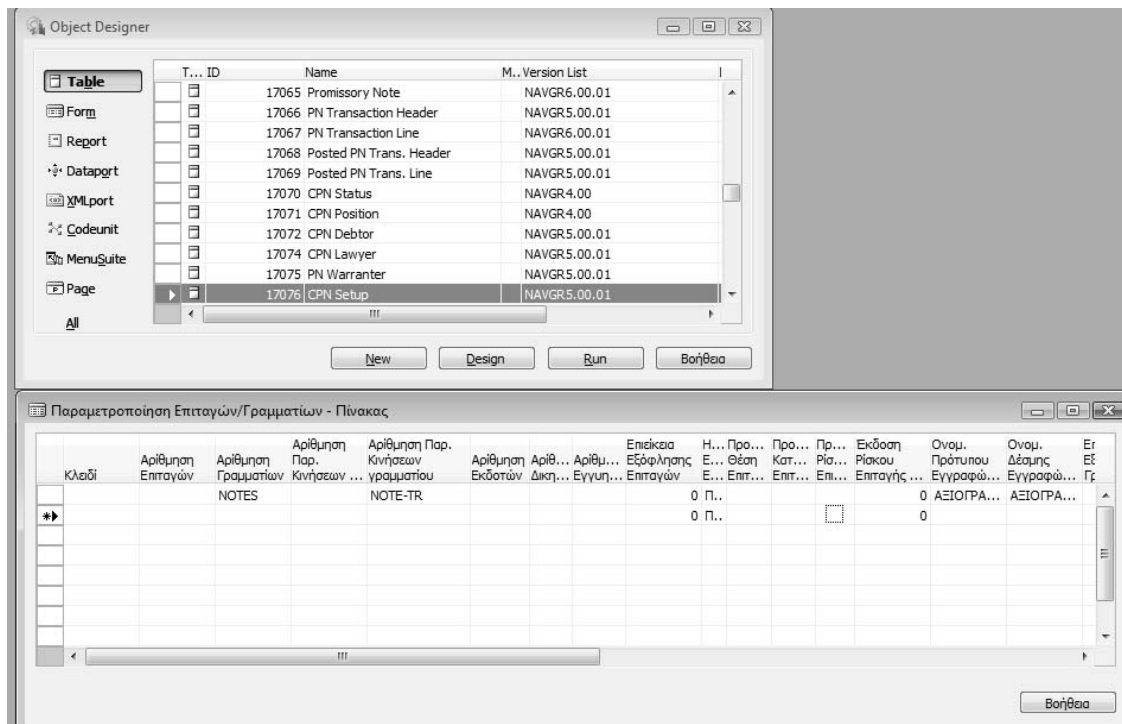 Object Designer
Table
Form
Report
Dataport
XMLport
Codeunit
MenuSuite
Page
All
T... ID Name M.. Version List
17065 Promissory Note NAVGR6.00.01
17066 PN Transaction Header NAVGR5.00.01
17067 PN Transaction Line NAVGR6.00.01
17068 Posted PN Trans. Header NAVGR5.00.01
17069 Posted PN Trans. Line NAVGR5.00.01
17070 CPN Status NAVGR4.00
17071 CPN Position NAVGR4.00
17072 CPN Debtor NAVGR5.00.01
17074 CPN Lawyer NAVGR5.00.01
17075 PN Warranter NAVGR5.00.01
17076 CPN Setup NAVGR5.00.01
New Design Run Βοήθεια
Παραμετροποίηση Επιταγών/Γραμματίων - Πίνακας
Αρίθμηση Αρίθμηση Παρ. Επιείκεια Η... Προ... Προ... Πρ... Έκδοση Ονομ. Ονομ. Επ
Αρίθμηση Αρίθμηση Παρ. Κινήσεων Αρίθμηση Αριθ... Αρίθμ... Εξόφλησης Ε... Θέση Κατ... Ρίσ... Ρίσκου Πρότυπου Δέσμης Εξ
Κλειδί Επιταγών Γραμματίων Κινήσεων ... γραμματίου Εκδοτών Δικη... Εγγυη... Επιταγών Ε... Επιτ... Επιτ... Επι... Επιταγής ... Εγγραφώ... Εγγραφώ... Γρ
NOTES NOTE-TR 0 Π.. 0 ΑΞΙΟΓΡΑ... ΑΞΙΟΓΡΑ...
0 Π.. 0
Βοήθεια